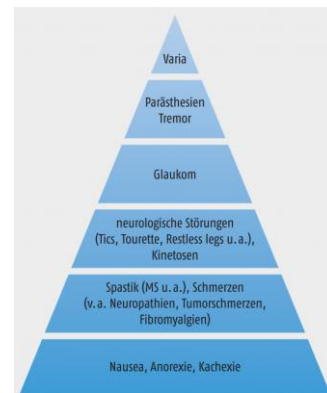 Varia
Parästhesien
Tremor
Glaukom
neurologische Störungen
(Tics, Tourette, Restless legs u. a.),
Kinetosen
Spastik (MS u. a.), Schmerzen
(v. a. Neuropathien, Tumorschmerzen,
Fibromyalgien)
Nausea, Anorexie, Kachexie